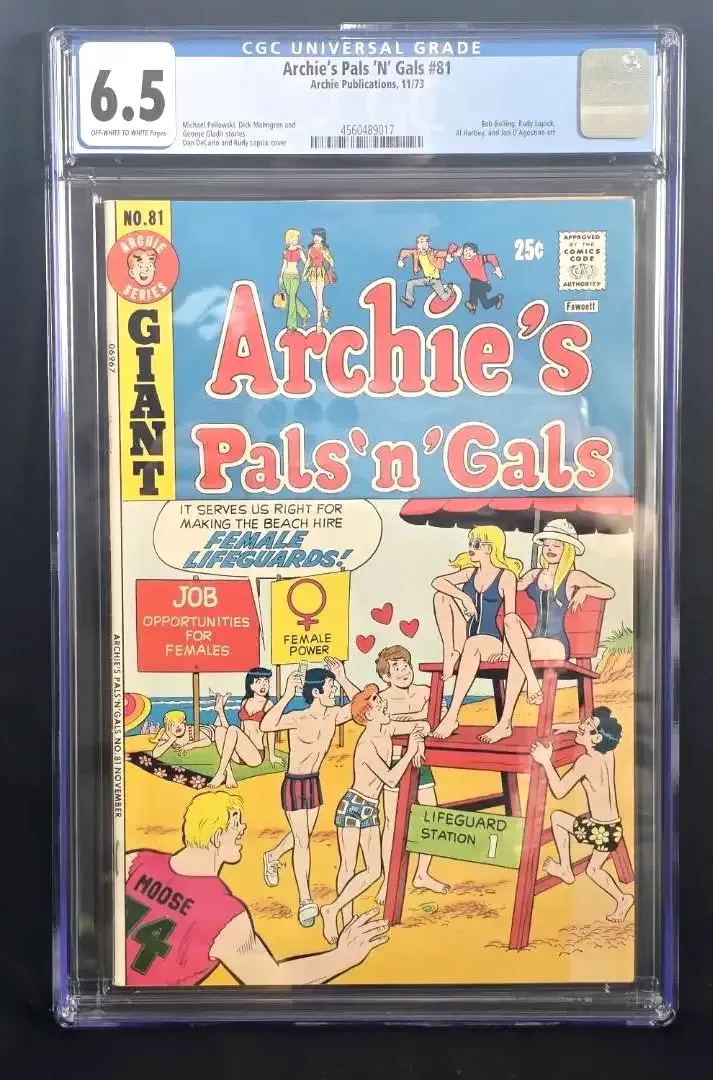 CGC UNIVERSAL GRADE
6.5
OFF-WHITE TO WHITE Pages
Archie's Pals 'N' Gals #81
Archie Publications, 11/73
Michael Pellowski, Dick Malmgren and
George Gladir stories
Dan DeCarlo and Rudy Lapick cover
4560489017
Bob Bolling, Rudy Lapick,
Al Hartley, and Jon D'Agostino art
NO.81
ARCHIE
SERIES
GIANT
06967
25¢
APPROVED
BY THE
COMICS
CODE
AUTHORITY
Fawcett
Archie's
Pals 'n' Gals
IT SERVES US RIGHT FOR
MAKING THE BEACH HIRE
FEMALE
LIFEGUARDS!
JOB
OPPORTUNITIES
FOR
FEMALES
FEMALE
POWER
ARCHIE'S PALS'N'GALS, NO.81 NOVEMBER
LIFEGUARD
STATION 1
MOOSE
74